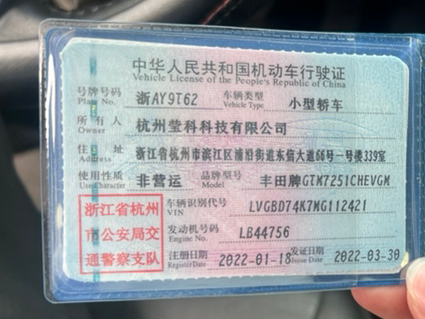 中华人民共和国机动车行驶证
Vehicle License of the People's Republic of China
号牌号码 浙AY9T62 车辆类型 小型轿车
Plate No. Vehicle Type
所有人 杭州莹科科技有限公司
Owner
住址 浙江省杭州市滨江区浦沿街道东信大道66号一号楼339室
Address
使用性质 非营运 品牌型号 丰田牌GTM7251CHEVGM
Use Character Model
浙江省杭州
市公安局交
通警察支队
车辆识别代号 LVGBD74K7MG112421
VIN
发动机号码 LB44756
Engine No.
注册日期 2022-01-18 发证日期 2022-03-30
Register Date Issue Date